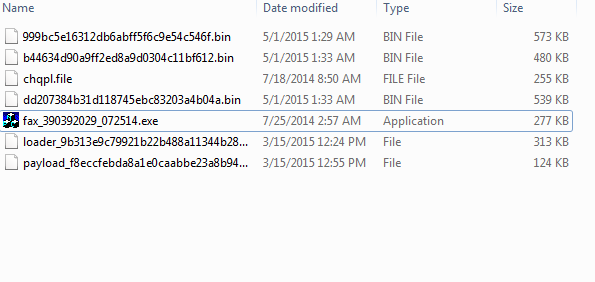 Name Date modified Type Size
999bc5e16312db6abff5f6c9e54c546f.bin 5/1/2015 1:29 AM BIN File 573 KB
b44634d90a9ff2ed8a9d0304c11bf612.bin 5/1/2015 1:33 AM BIN File 480 KB
chqpl.file 7/18/2014 8:50 AM FILE File 255 KB
dd207384b31d118745ebc83203a4b04a.bin 5/1/2015 1:33 AM BIN File 539 KB
fax_390392029_072514.exe 7/25/2014 2:57 AM Application 277 KB
loader_9b313e9c79921b22b488a11344b28... 3/15/2015 12:24 PM File 313 KB
payload_f8eccfebda8a1e0caabbe23a8b94... 3/15/2015 12:55 PM File 124 KB